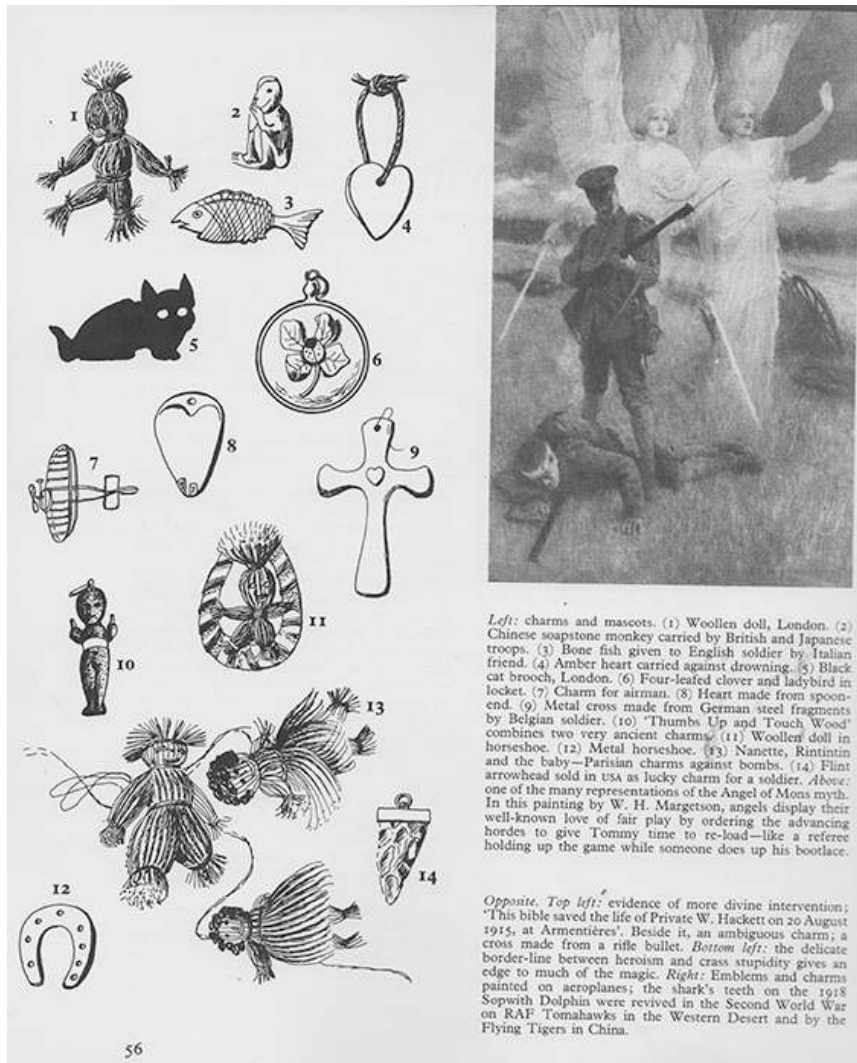 1
2
3
4
5
6
7
8
9
10
11
12
13
14
Left: charms and mascots. (1) Woollen doll, London. (2)
Chinese soapstone monkey carried by British and Japanese
troops. (3) Bone fish given to English soldier by Italian
friend. (4) Amber heart carried against drowning. (5) Black
cat brooch, London. (6) Four-leafed clover and ladybird in
locket. (7) Charm for airman. (8) Heart made from spoon-
end. (9) Metal cross made from German steel fragments
by Belgian soldier. (10) ‘Thumbs Up and Touch Wood’
combines two very ancient charms. (11) Woollen doll in
horseshoe. (12) Metal horseshoe. (13) Nanette, Rintintin
and the baby—Parisian charms against bombs. (14) Flint
arrowhead sold in USA as lucky charm for a soldier. Above:
one of the many representations of the Angel of Mons myth.
In this painting by W. H. Margetson, angels display their
well-known love of fair play by ordering the advancing
hordes to give Tommy time to re-load—like a referee
holding up the game while someone does up his bootlace.
Opposite. Top left: evidence of more divine intervention;
‘This bible saved the life of Private W. Hackett on 20 August
1915, at Armentières’. Beside it, an ambiguous charm; a
cross made from a rifle bullet. Bottom left: the delicate
border-line between heroism and crass stupidity gives an
edge to much of the magic. Right: Emblems and charms
painted on aeroplanes; the shark’s teeth on the 1918
Sopwith Dolphin were revived in the Second World War
on RAF Tomahawks in the Western Desert and by the
Flying Tigers in China.
56